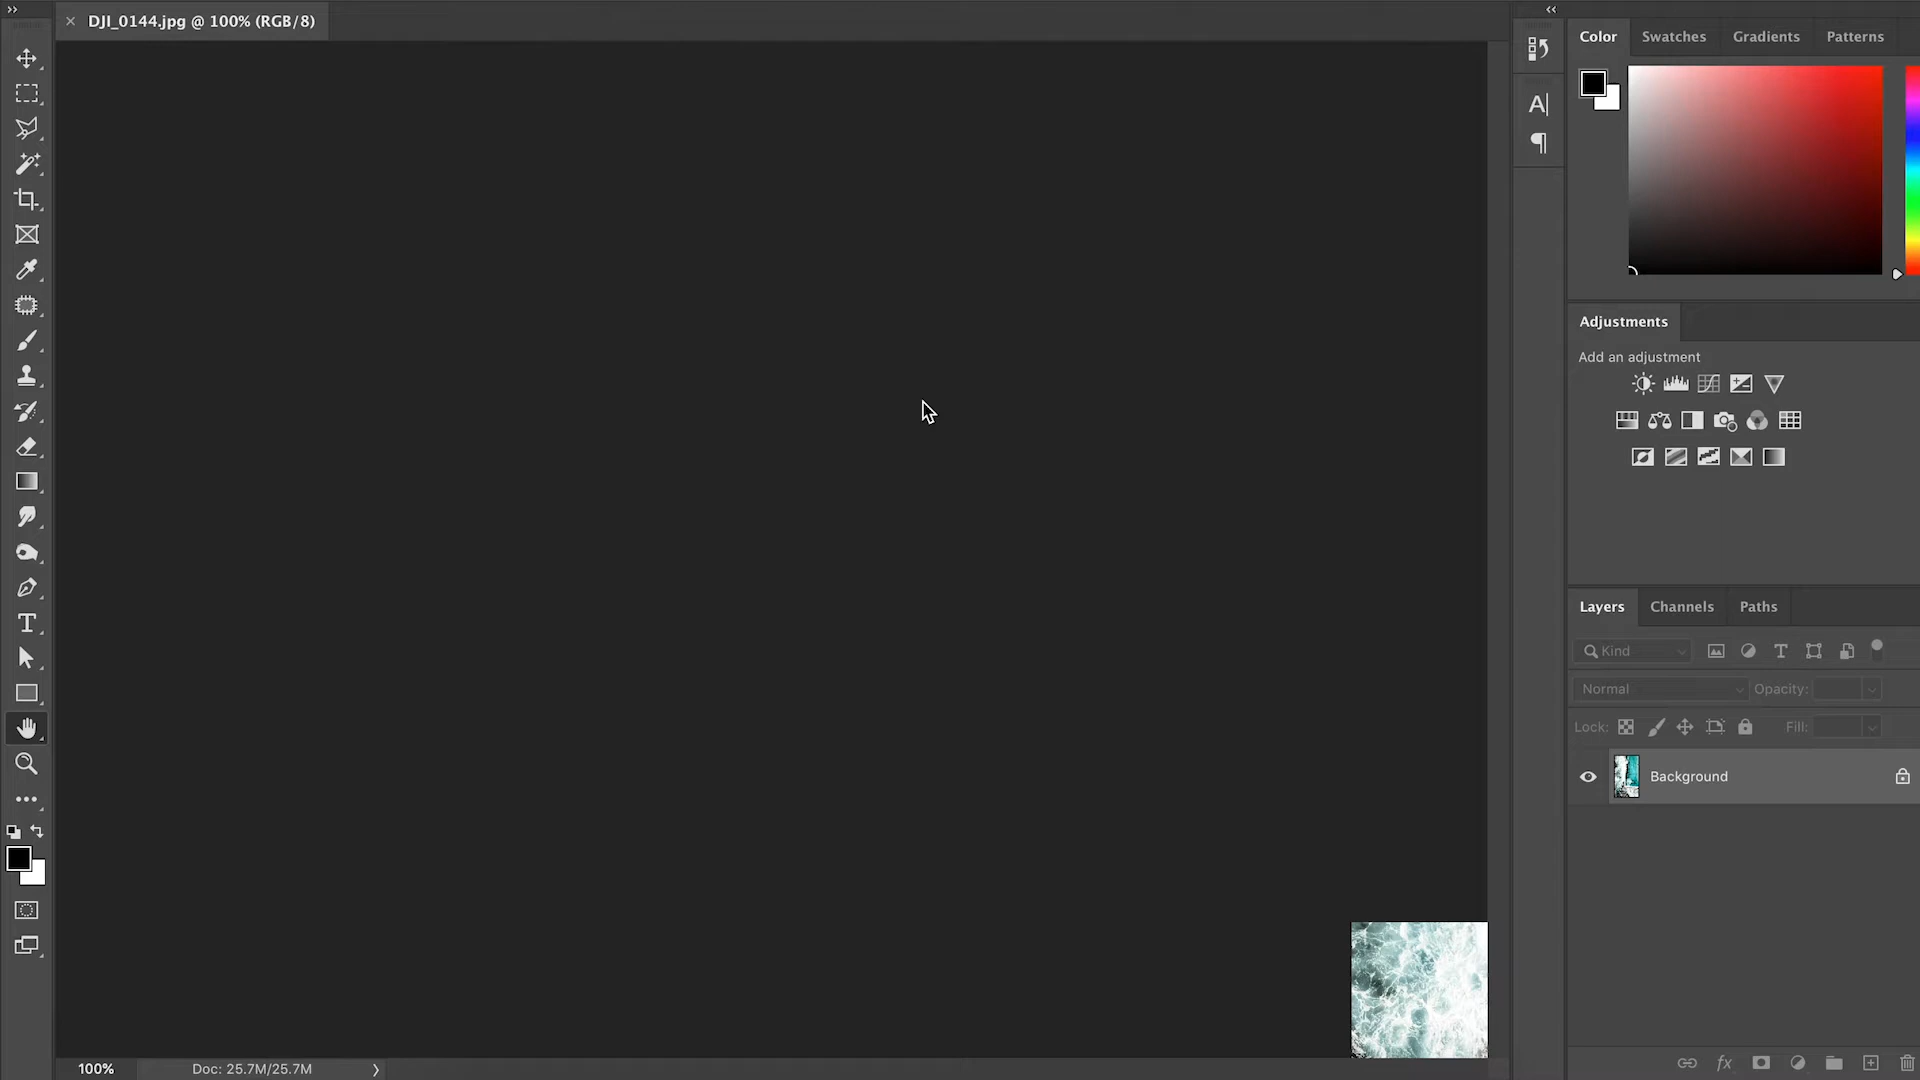 DJI_0144.jpg @ 100% (RGB/8)
Color
Swatches
Gradients
Patterns
Adjustments
Add an adjustment
Layers
Channels
Paths
Kind
Normal
Opacity:
Lock:
Fill:
Background
100%
Doc: 25.7M/25.7M